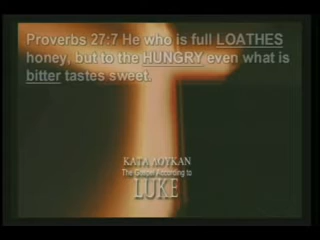 Proverbs 27:7 He who is full LOATHES
honey, but to the HUNGRY even what is
bitter tastes sweet.
ΚΑΤΑ ΛΟΥΚΑΝ
The Gospel According to
LUKE